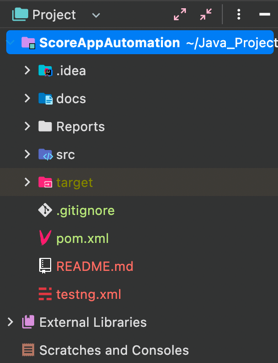 Project
ScoreAppAutomation ~/Java_Project
.idea
docs
Reports
src
target
.gitignore
pom.xml
README.md
testng.xml
External Libraries
Scratches and Consoles